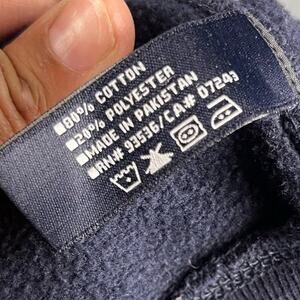 ■80% COTTON
■20% POLYESTER
■MADE IN PAKISTAN
■RN# 93536/CA# 07243